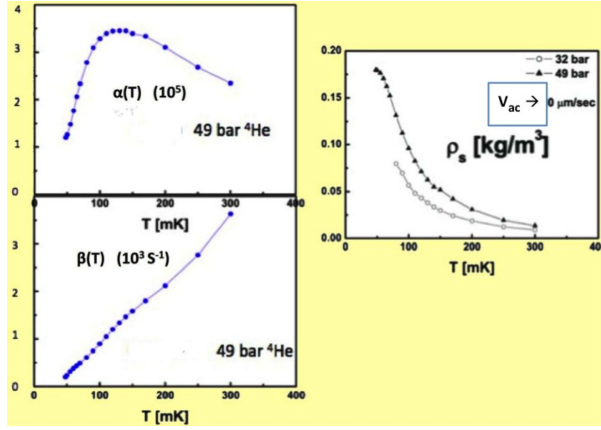 4
3
2
1
0
α(T) (10⁵)
49 bar ⁴He
0 100 200 300 400
T [mK]
3
2
1
0
β(T) (10³ S⁻¹)
49 bar ⁴He
0 100 200 300 400
T [mK]
0.20
0.15
0.10
0.05
0.00
32 bar
49 bar
Vac → 0 µm/sec
ρs [kg/m³]
0 100 200 300 400
T [mK]